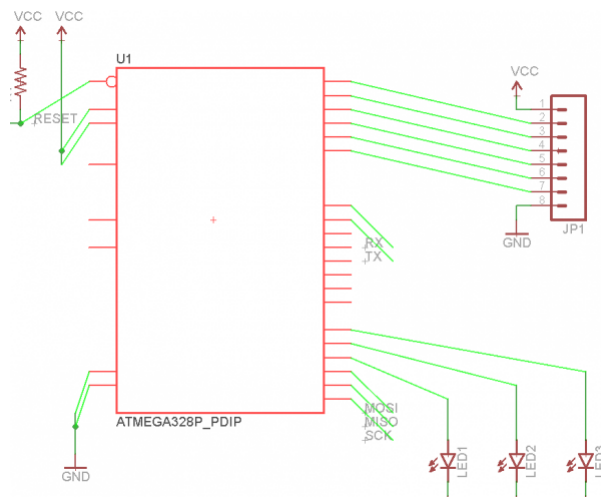 VCC
VCC
U1
RESET
VCC
1
2
3
4
5
6
7
8
GND
JP1
RX
TX
MOSI
MISO
SCK
ATMEGA328P_PDIP
GND
LED1
LED2
LED3